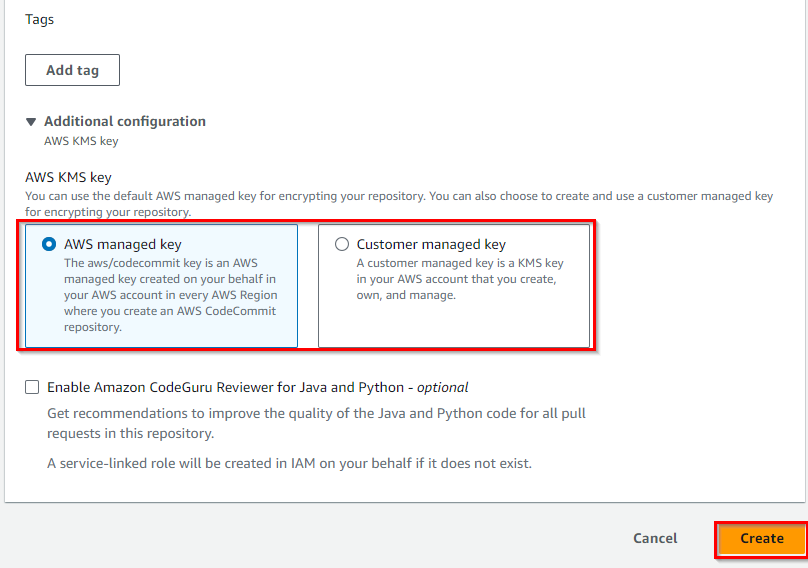 Tags
Add tag
Additional configuration
AWS KMS key
AWS KMS key
You can use the default AWS managed key for encrypting your repository. You can also choose to create and use a customer managed key
for encrypting your repository.
AWS managed key
The aws/codecommit key is an AWS
managed key created on your behalf in
your AWS account in every AWS Region
where you create an AWS CodeCommit
repository.
Customer managed key
A customer managed key is a KMS key
in your AWS account that you create,
own, and manage.
Enable Amazon CodeGuru Reviewer for Java and Python - optional
Get recommendations to improve the quality of the Java and Python code for all pull
requests in this repository.
A service-linked role will be created in IAM on your behalf if it does not exist.
Cancel
Create